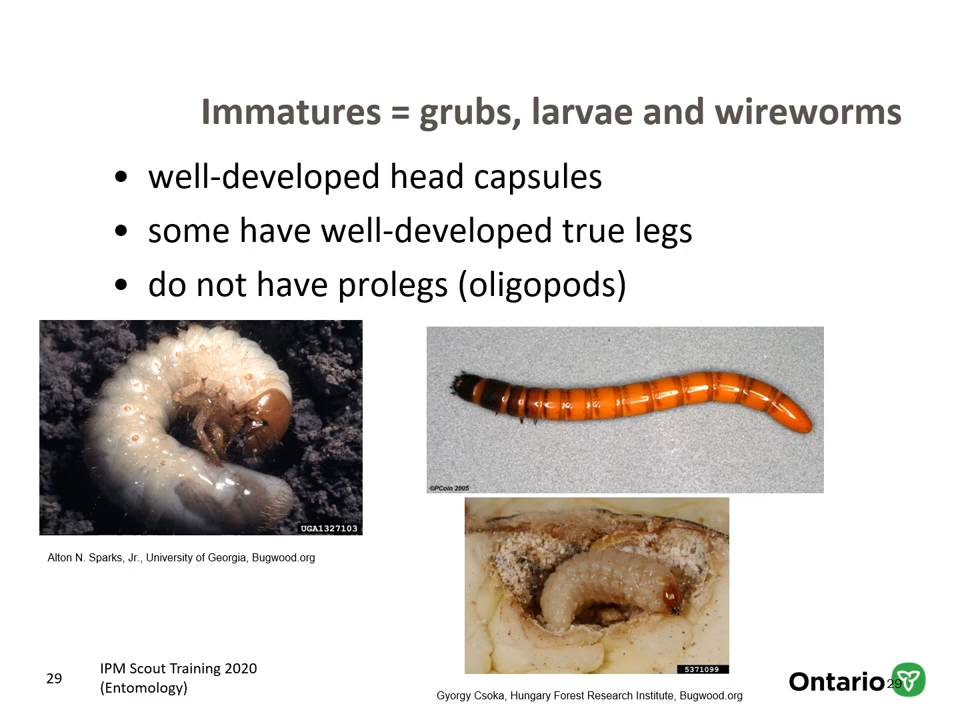 Immatures = grubs, larvae and wireworms
• well-developed head capsules
• some have well-developed true legs
• do not have prolegs (oligopods)
UGA1327103
©PCoin 2005
Alton N. Sparks, Jr., University of Georgia, Bugwood.org
5371099
Gyorgy Csoka, Hungary Forest Research Institute, Bugwood.org
29
IPM Scout Training 2020
(Entomology)
Ontario
29